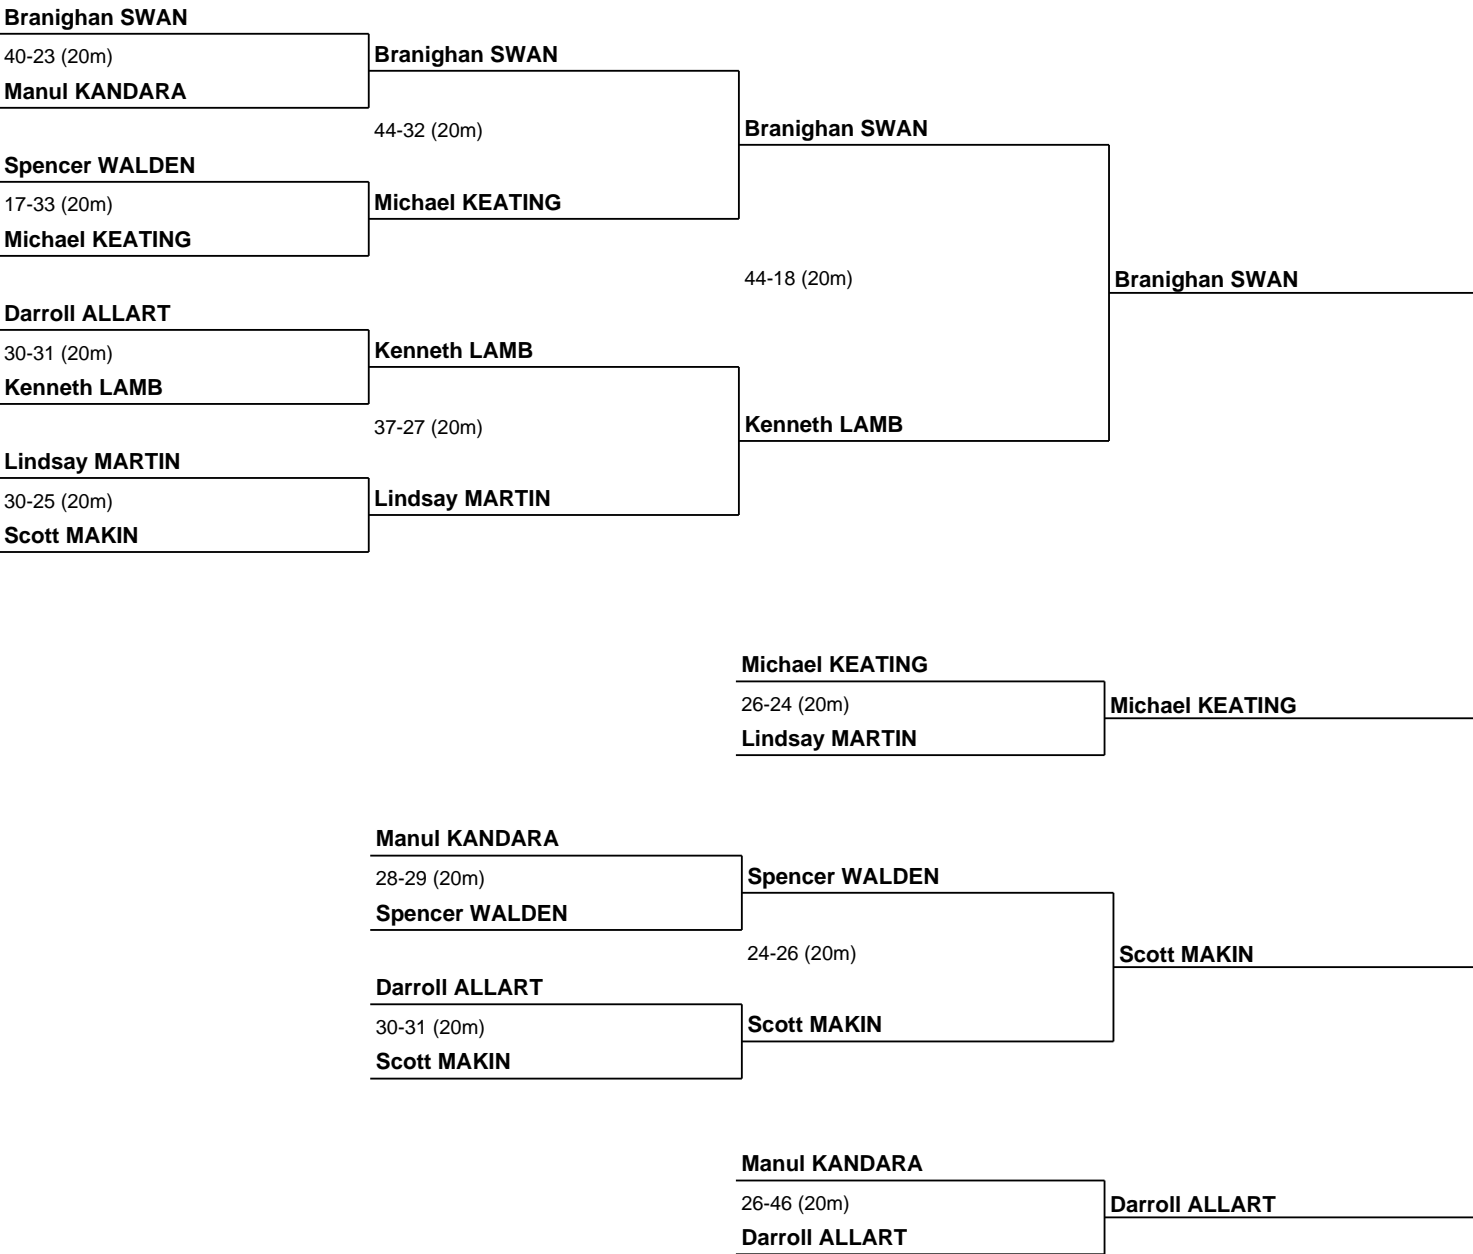 Branighan SWAN
40-23 (20m)
Branighan SWAN
Manul KANDARA
44-32 (20m)
Branighan SWAN
Spencer WALDEN
17-33 (20m)
Michael KEATING
Michael KEATING
44-18 (20m)
Branighan SWAN
Darroll ALLART
30-31 (20m)
Kenneth LAMB
Kenneth LAMB
37-27 (20m)
Kenneth LAMB
Lindsay MARTIN
30-25 (20m)
Lindsay MARTIN
Scott MAKIN
Michael KEATING
26-24 (20m)
Michael KEATING
Lindsay MARTIN
Manul KANDARA
28-29 (20m)
Spencer WALDEN
Spencer WALDEN
24-26 (20m)
Scott MAKIN
Darroll ALLART
30-31 (20m)
Scott MAKIN
Scott MAKIN
Manul KANDARA
26-46 (20m)
Darroll ALLART
Darroll ALLART